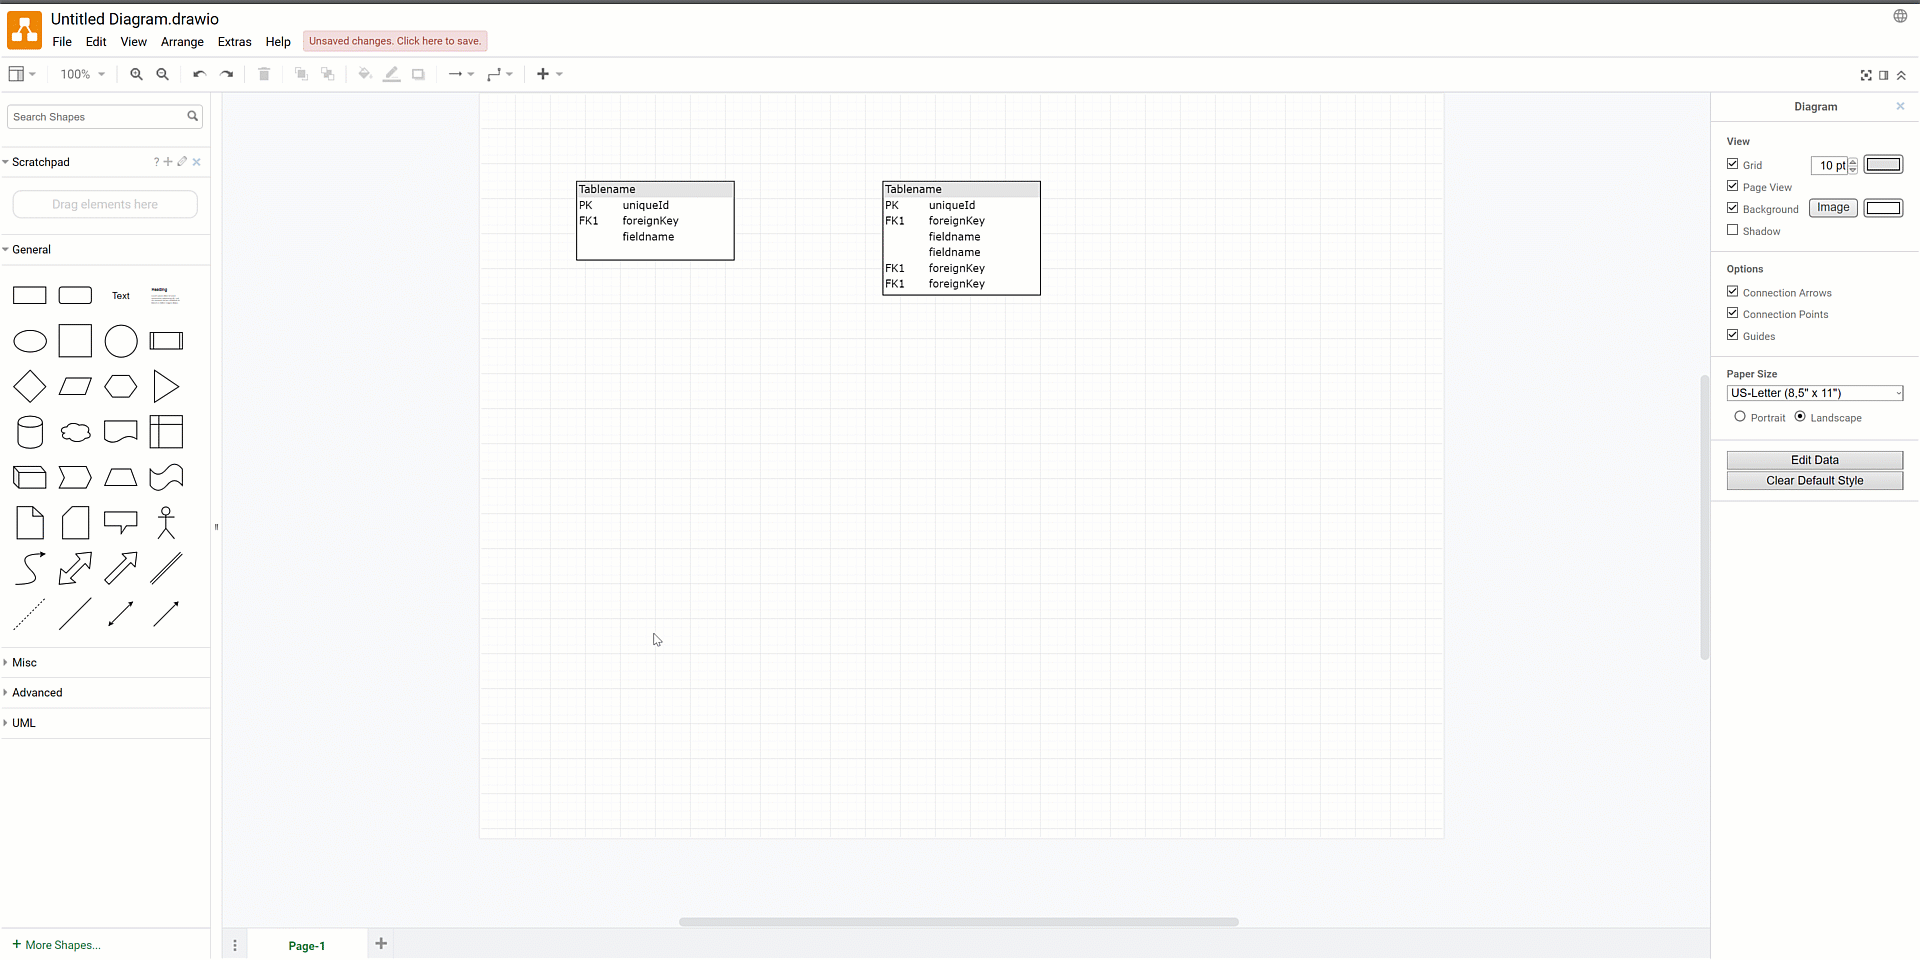 Untitled Diagram.drawio
File Edit View Arrange Extras Help Unsaved changes. Click here to save.
100%
Search Shapes
Scratchpad ?
Drag elements here
General
Text
Heading
Misc
Advanced
UML
+ More Shapes...
Tablename
PK uniqueId
FK1 foreignKey
fieldname
Tablename
PK uniqueId
FK1 foreignKey
fieldname
fieldname
FK1 foreignKey
FK1 foreignKey
Page-1
Diagram
View
Grid 10 pt
Page View
Background Image
Shadow
Options
Connection Arrows
Connection Points
Guides
Paper Size
US-Letter (8,5" x 11")
Portrait Landscape
Edit Data
Clear Default Style